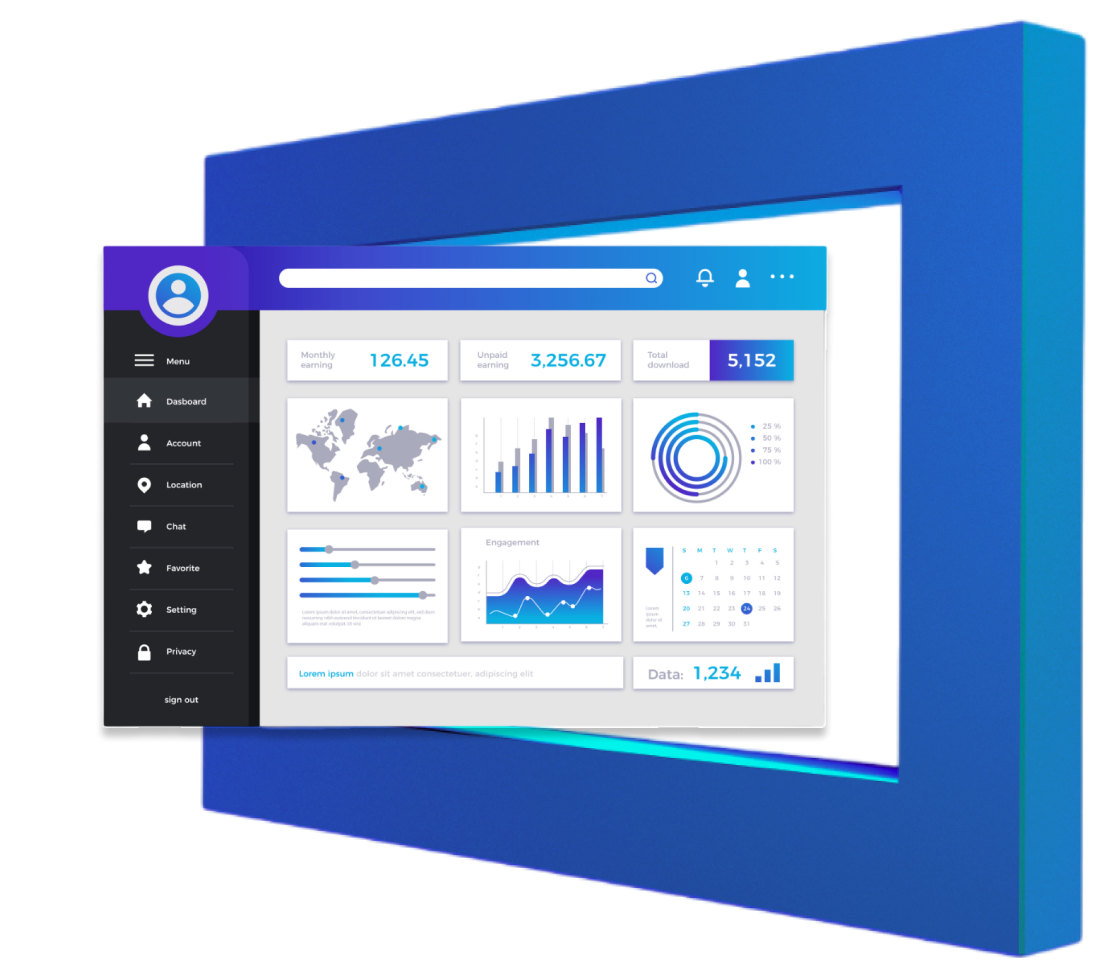 Menu
Dasboard
Account
Location
Chat
Favorite
Setting
Privacy
sign out
Monthly
earning
126.45
Unpaid
earning
3,256.67
Total
download
5,152
25 %
50 %
75 %
100 %
Engagement
Lorem
ipsum
dolor sit
amet,
S M T W T F S
1 2 3 4 5
6 7 8 9 10 11 12
13 14 15 16 17 18 19
20 21 22 23 24 25 26
27 28 29 30 31
Lorem ipsum dolor sit amet consectetuer, adipiscing elit
Data: 1,234